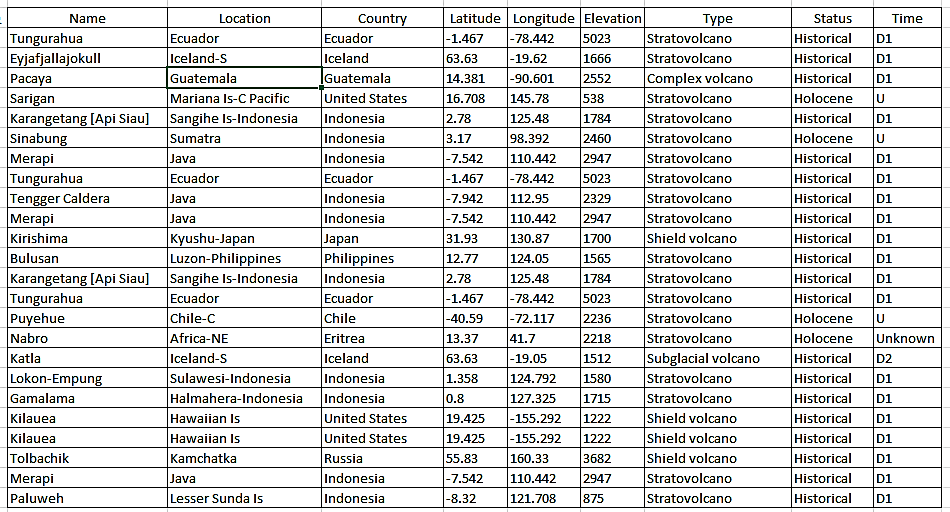 Name Location Country Latitude Longitude Elevation Type Status Time
Tungurahua Ecuador Ecuador -1.467 -78.442 5023 Stratovolcano Historical D1
Eyjafjallajokull Iceland-S Iceland 63.63 -19.62 1666 Stratovolcano Historical D1
Pacaya Guatemala Guatemala 14.381 -90.601 2552 Complex volcano Historical D1
Sarigan Mariana Is-C Pacific United States 16.708 145.78 538 Stratovolcano Holocene U
Karangetang [Api Siau] Sangihe Is-Indonesia Indonesia 2.78 125.48 1784 Stratovolcano Historical D1
Sinabung Sumatra Indonesia 3.17 98.392 2460 Stratovolcano Holocene U
Merapi Java Indonesia -7.542 110.442 2947 Stratovolcano Historical D1
Tungurahua Ecuador Ecuador -1.467 -78.442 5023 Stratovolcano Historical D1
Tengger Caldera Java Indonesia -7.942 112.95 2329 Stratovolcano Historical D1
Merapi Java Indonesia -7.542 110.442 2947 Stratovolcano Historical D1
Kirishima Kyushu-Japan Japan 31.93 130.87 1700 Shield volcano Historical D1
Bulusan Luzon-Philippines Philippines 12.77 124.05 1565 Stratovolcano Historical D1
Karangetang [Api Siau] Sangihe Is-Indonesia Indonesia 2.78 125.48 1784 Stratovolcano Historical D1
Tungurahua Ecuador Ecuador -1.467 -78.442 5023 Stratovolcano Historical D1
Puyehue Chile-C Chile -40.59 -72.117 2236 Stratovolcano Holocene U
Nabro Africa-NE Eritrea 13.37 41.7 2218 Stratovolcano Holocene Unknown
Katla Iceland-S Iceland 63.63 -19.05 1512 Subglacial volcano Historical D2
Lokon-Empung Sulawesi-Indonesia Indonesia 1.358 124.792 1580 Stratovolcano Historical D1
Gamalama Halmahera-Indonesia Indonesia 0.8 127.325 1715 Stratovolcano Historical D1
Kilauea Hawaiian Is United States 19.425 -155.292 1222 Shield volcano Historical D1
Kilauea Hawaiian Is United States 19.425 -155.292 1222 Shield volcano Historical D1
Tolbachik Kamchatka Russia 55.83 160.33 3682 Shield volcano Historical D1
Merapi Java Indonesia -7.542 110.442 2947 Stratovolcano Historical D1
Paluweh Lesser Sunda Is Indonesia -8.32 121.708 875 Stratovolcano Historical D1